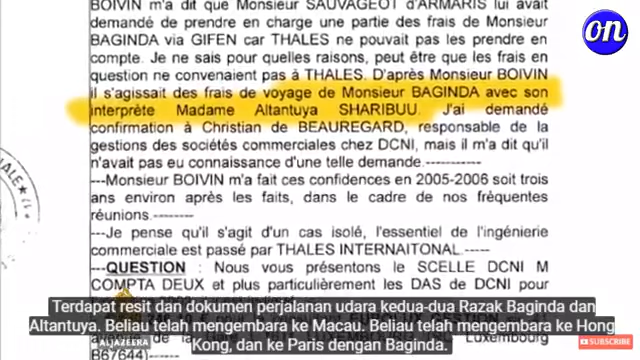 BOIVIN m'a dit que Monsieur SAUVAGEOT d'ARMARIS lui avait
demandé de prendre en charge une partie des frais de Monsieur
BAGINDA via GIFEN car THALES ne pouvait pas les prendre en
compte. Je ne sais pour quelles raisons, peut être que les frais en
question ne convenaient pas à THALES. D'après Monsieur BOIVIN
il s'agissait des frais de voyage de Monsieur BAGINDA avec son
interprète Madame Altantuya SHARIBUU. J'ai demandé
confirmation à Christian de BEAUREGARD, responsable de la
gestions des sociétés commerciales chez DCNI, mais il m'a dit qu'il
n'avait pas eu connaissance d'une telle demande.-----------
---Monsieur BOIVIN m'a fait ces confidences en 2005-2006 soit trois
ans environ après les faits, dans le cadre de nos fréquentes
réunions.-------
---Je pense qu'il s'agit d'un cas isolé, l'essentiel de l'ingénierie
commerciale est passé par THALES INTERNAITONAL.--
---QUESTION : Nous vous présentons le SCELLE DCNI M
COMPTA DEUX et plus particulièrement les DAS de DCNI pour
Terdapat resit dan dokumen perjalanan udara kedua-dua Razak Baginda dan
Altantuya. Beliau telah mengembara ke Macau. Beliau telah mengembara ke Hong
Kong, dan ke Paris dengan Baginda.
B67644)
ALJAZEERA
SUBSCRIBE
on